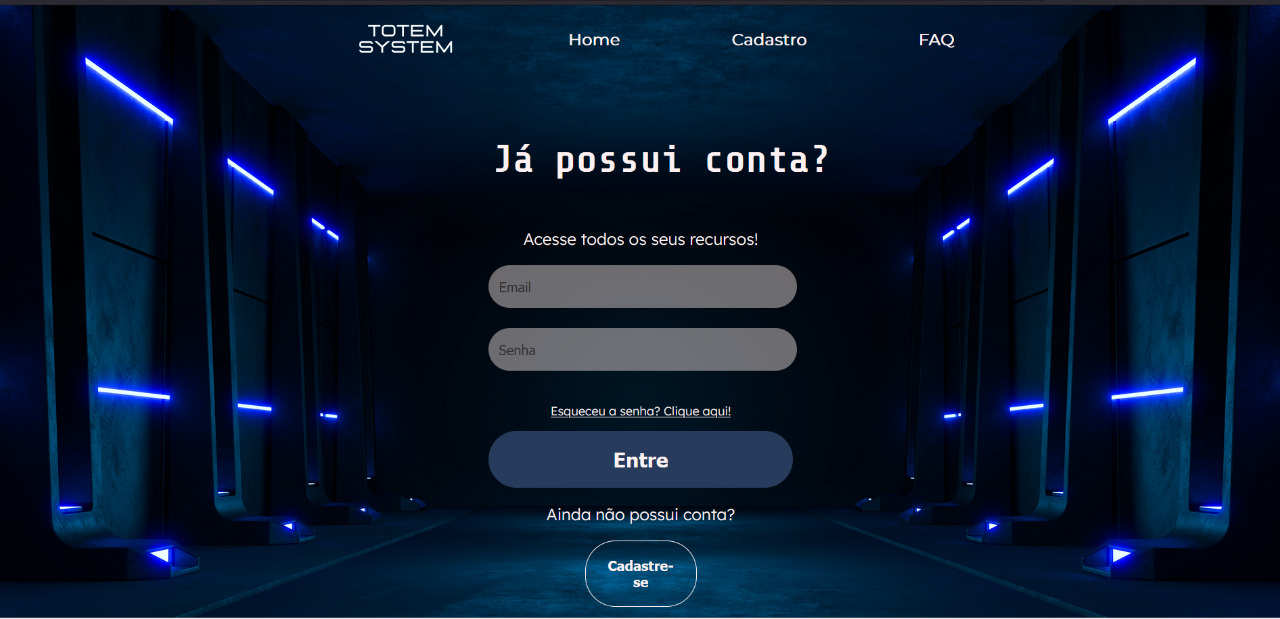 TOTEM
SYSTEM
Home
Cadastro
FAQ
Já possui conta?
Acesse todos os seus recursos!
Email
Senha
Esqueceu a senha? Clique aqui!
Entre
Ainda não possui conta?
Cadastre-
se